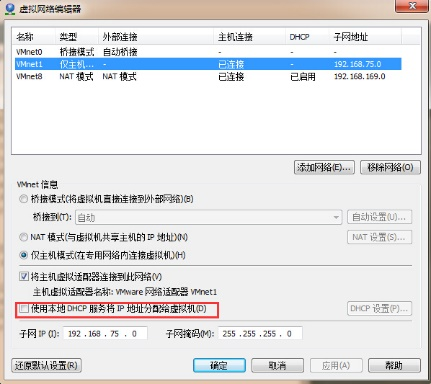 虚拟网络编辑器
名称 类型 外部连接 主机连接 DHCP 子网地址
VMnet0 桥接模式 自动桥接 - - -
VMnet1 仅主机... - 已连接 - 192.168.75.0
VMnet8 NAT 模式 NAT 模式 已连接 已启用 192.168.169.0
添加网络(E)... 移除网络(O)
VMnet 信息
桥接模式(将虚拟机直接连接到外部网络)(B)
桥接到(T): 自动 自动设置(U)...
NAT 模式(与虚拟机共享主机的 IP 地址)(N) NAT 设置(S)...
仅主机模式(在专用网络内连接虚拟机)(H)
将主机虚拟适配器连接到此网络(V)
主机虚拟适配器名称: VMware 网络适配器 VMnet1
使用本地 DHCP 服务将 IP 地址分配给虚拟机(D) DHCP 设置(P)...
子网 IP (I): 192 .168 . 75 . 0 子网掩码(M): 255 .255 .255 . 0
还原默认设置(R) 确定 取消 应用(A) 帮助